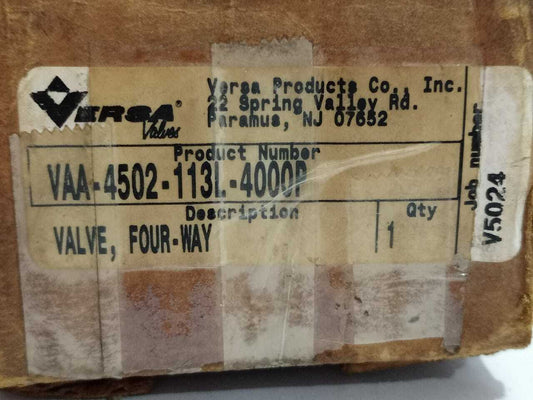 VERSA®
Valves
Versa Products Co., Inc.
22 Spring Valley Rd.
Paramus, NJ 07652
Product Number
VAA-4502-113L-4000P
Description
Qty
VALVE, FOUR-WAY
1
Job number
V5024